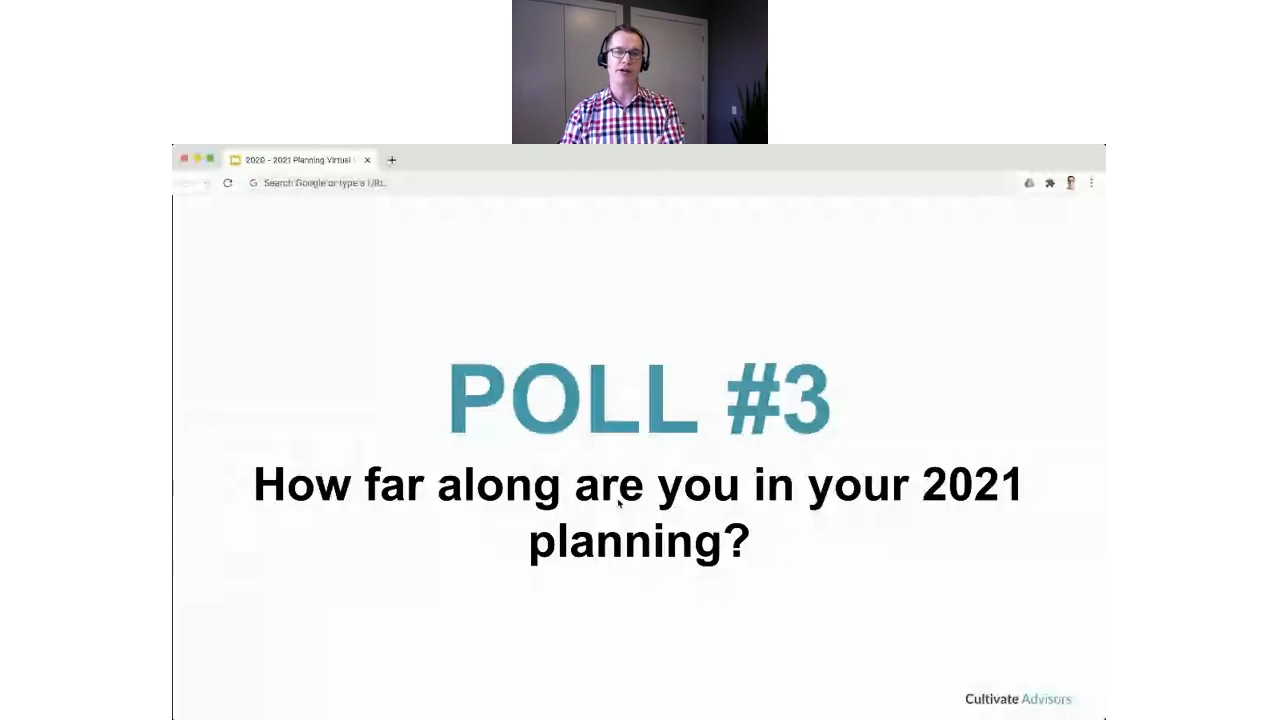 2020 - 2021 Planning Virtual
Search Google or type a URL
POLL #3
How far along are you in your 2021
planning?
Cultivate Advisors